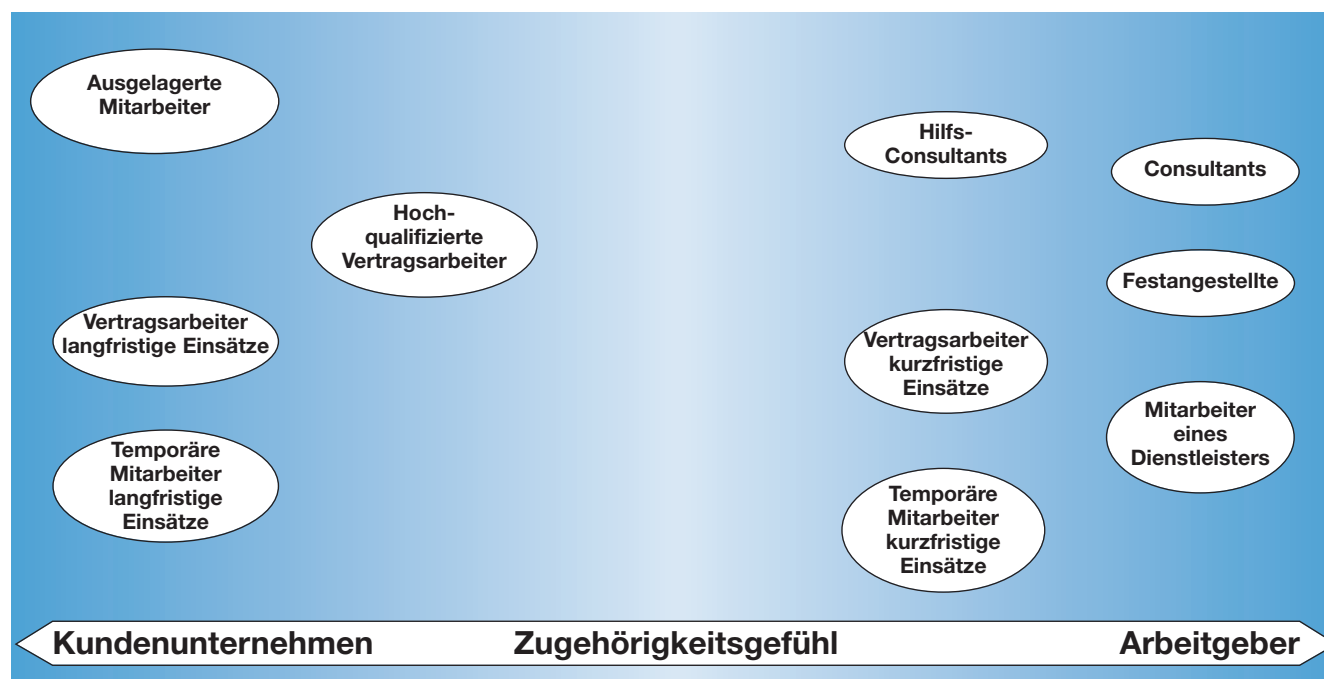 Ausgelagerte
Mitarbeiter
Hilfs-
Consultants
Consultants
Hoch-
qualifizierte
Vertragsarbeiter
Festangestellte
Vertragsarbeiter
langfristige Einsätze
Vertragsarbeiter
kurzfristige
Einsätze
Mitarbeiter
eines
Dienstleisters
Temporäre
Mitarbeiter
langfristige
Einsätze
Temporäre
Mitarbeiter
kurzfristige
Einsätze
Kundenunternehmen Zugehörigkeitsgefühl Arbeitgeber